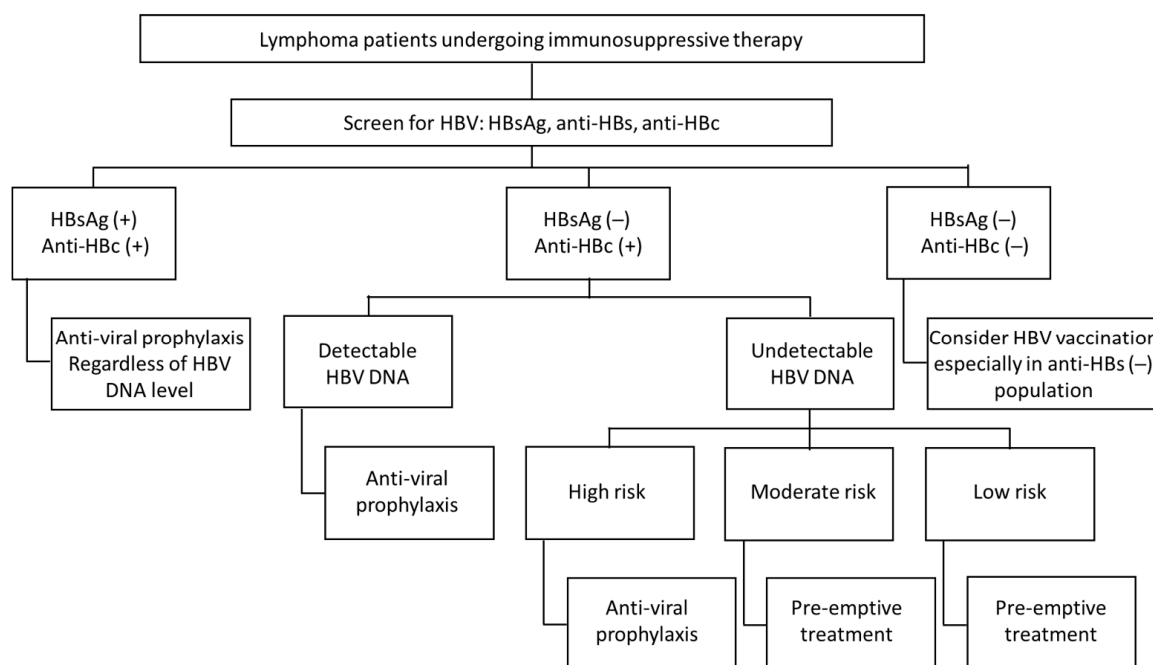 Lymphoma patients undergoing immunosuppressive therapy
Screen for HBV: HBsAg, anti-HBs, anti-HBc
HBsAg (+)
Anti-HBc (+)
HBsAg (–)
Anti-HBc (+)
HBsAg (–)
Anti-HBc (–)
Anti-viral prophylaxis
Regardless of HBV
DNA level
Detectable
HBV DNA
Undetectable
HBV DNA
Consider HBV vaccination
especially in anti-HBs (–)
population
Anti-viral
prophylaxis
High risk
Moderate risk
Low risk
Anti-viral
prophylaxis
Pre-emptive
treatment
Pre-emptive
treatment